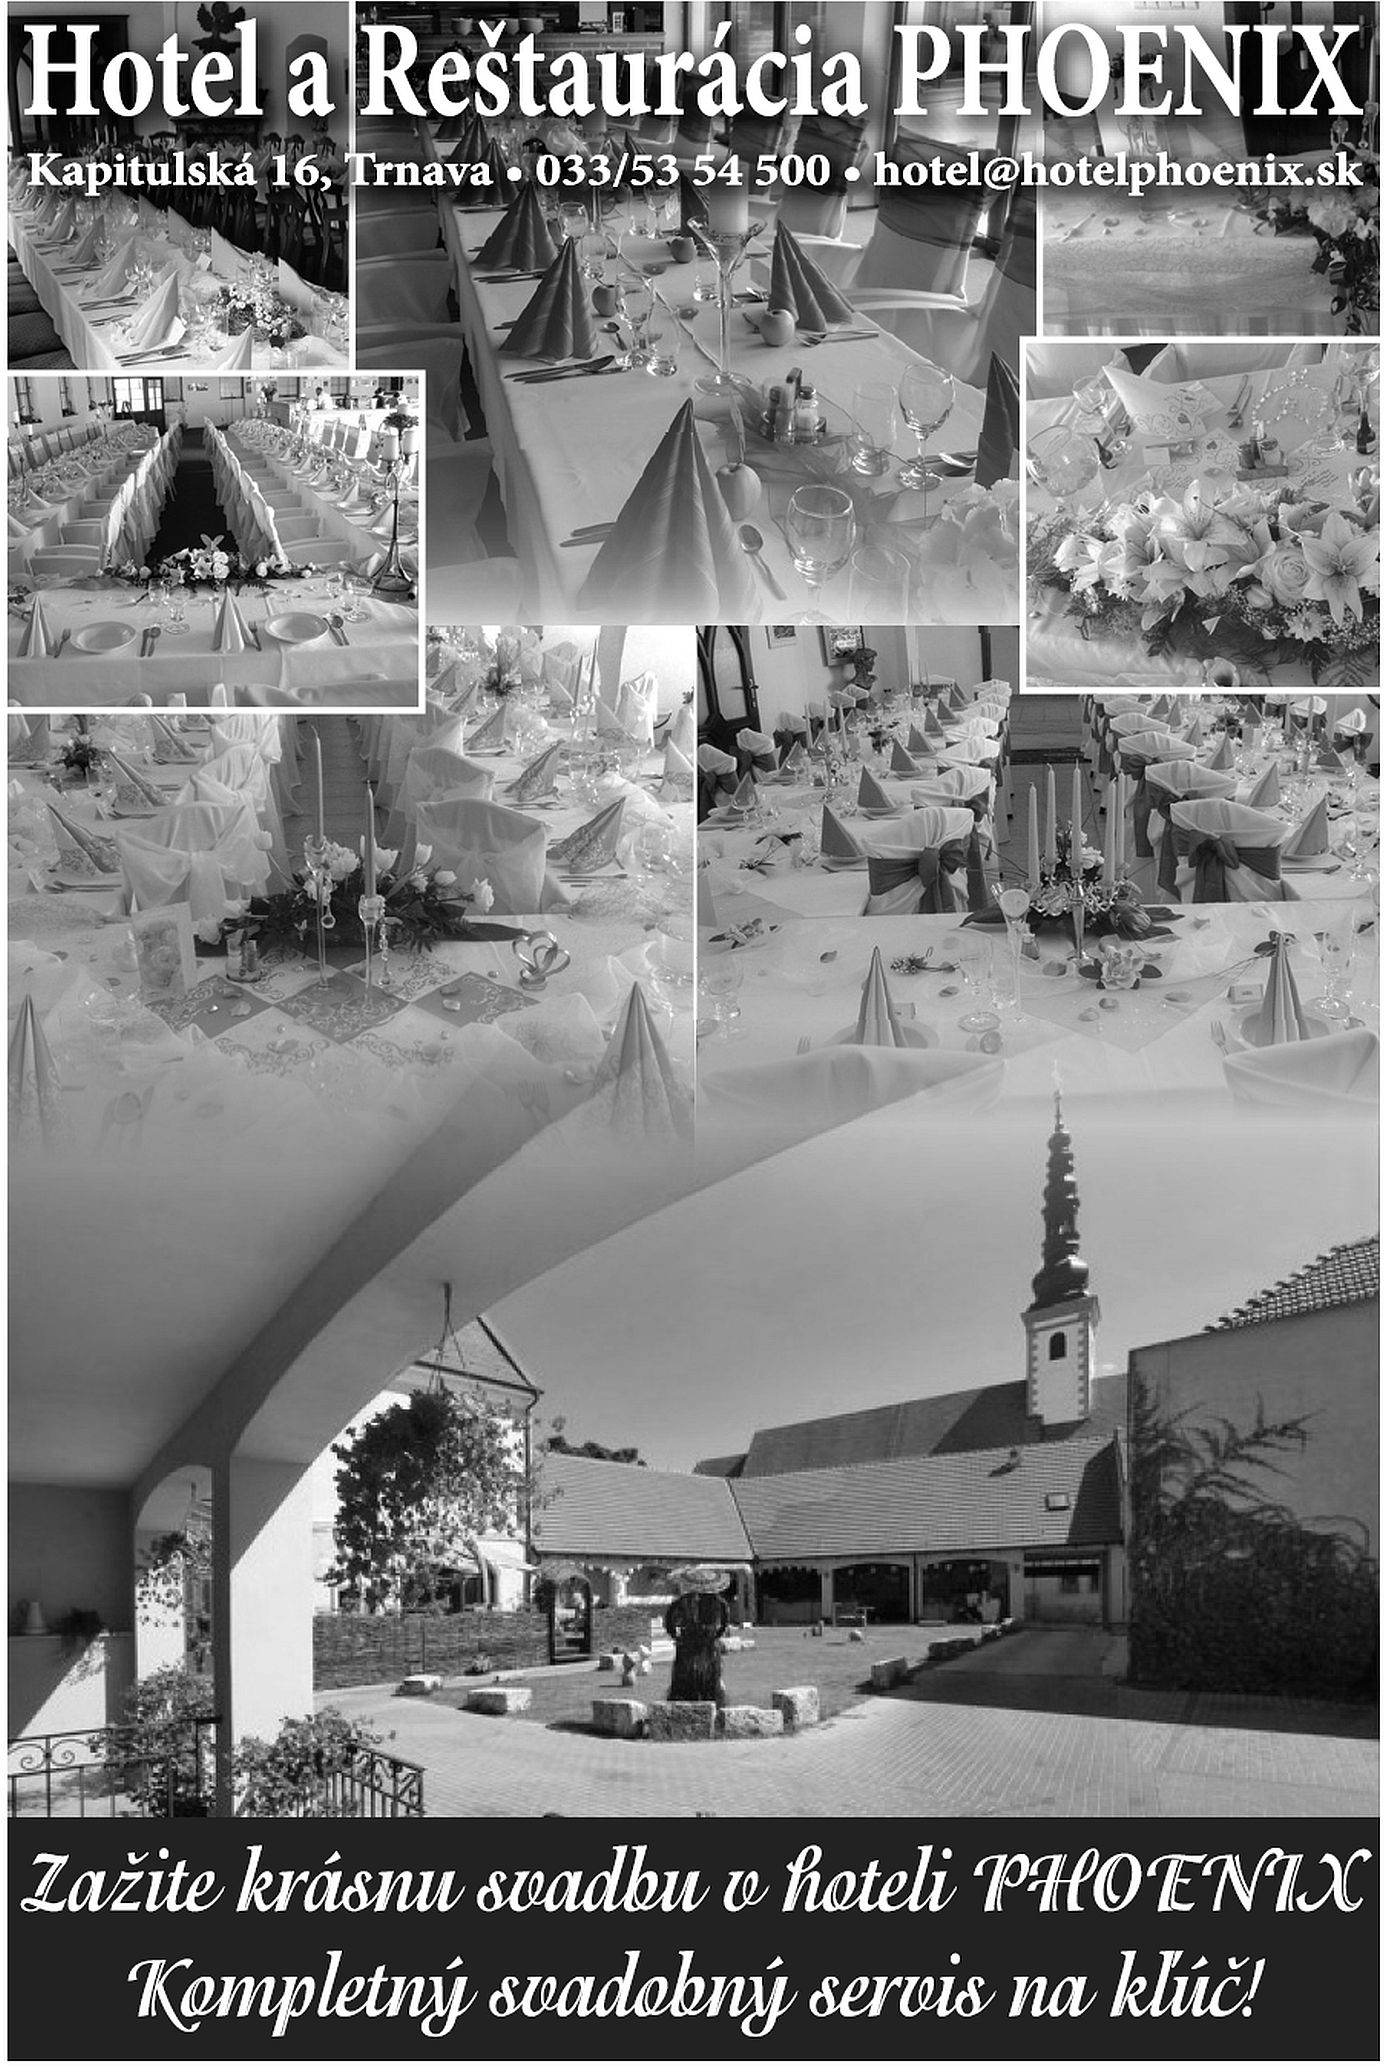 Hotel a Reštaurácia PHOENIX
Kapitulská 16, Trnava • 033/53 54 500 • hotel@hotelphoenix.sk
Zažite krásnu svadbu v hoteli PHOENIX
Kompletný svadobný servis na kľúč!